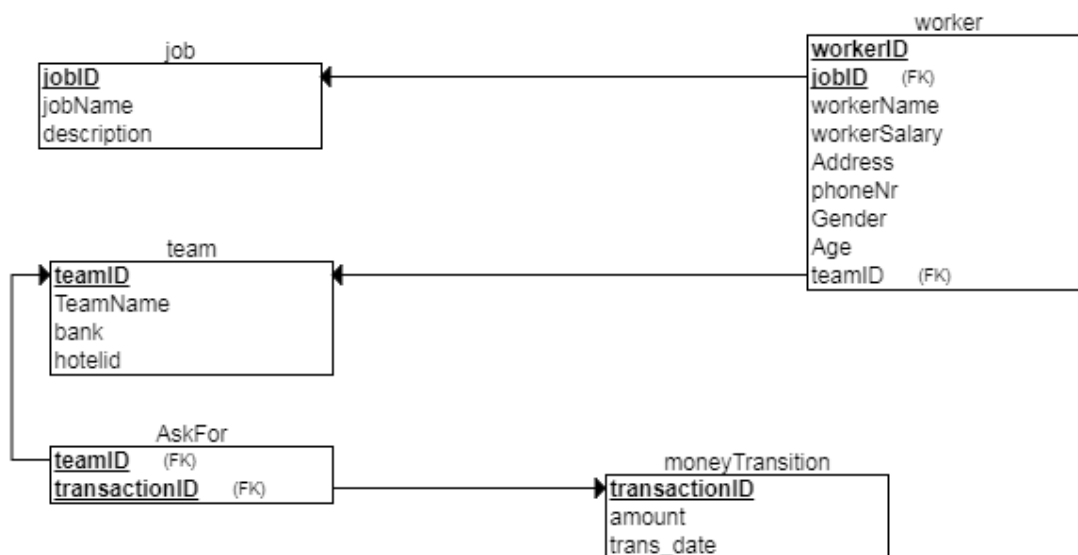 job
jobID
jobName
description
worker
workerID
jobID (FK)
workerName
workerSalary
Address
phoneNr
Gender
Age
teamID (FK)
team
teamID
TeamName
bank
hotelid
AskFor
teamID (FK)
transactionID (FK)
moneyTransition
transactionID
amount
trans_date